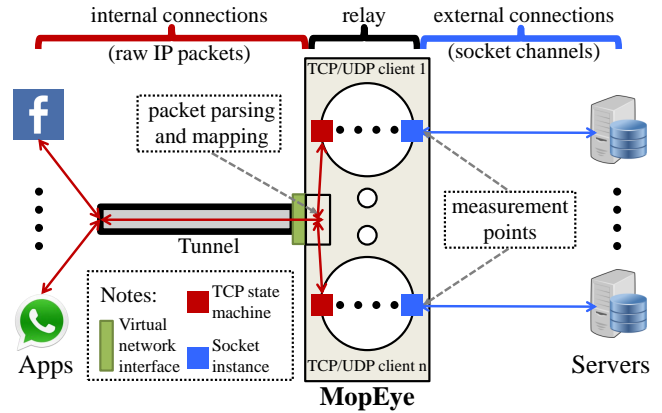 internal connections
relay
external connections
(raw IP packets)
(socket channels)
TCP/UDP client 1
packet parsing
and mapping
f
measurement
points
Tunnel
Notes:
TCP state
machine
Virtual
network
interface
Socket
instance
Apps
TCP/UDP client n
Servers
MopEye